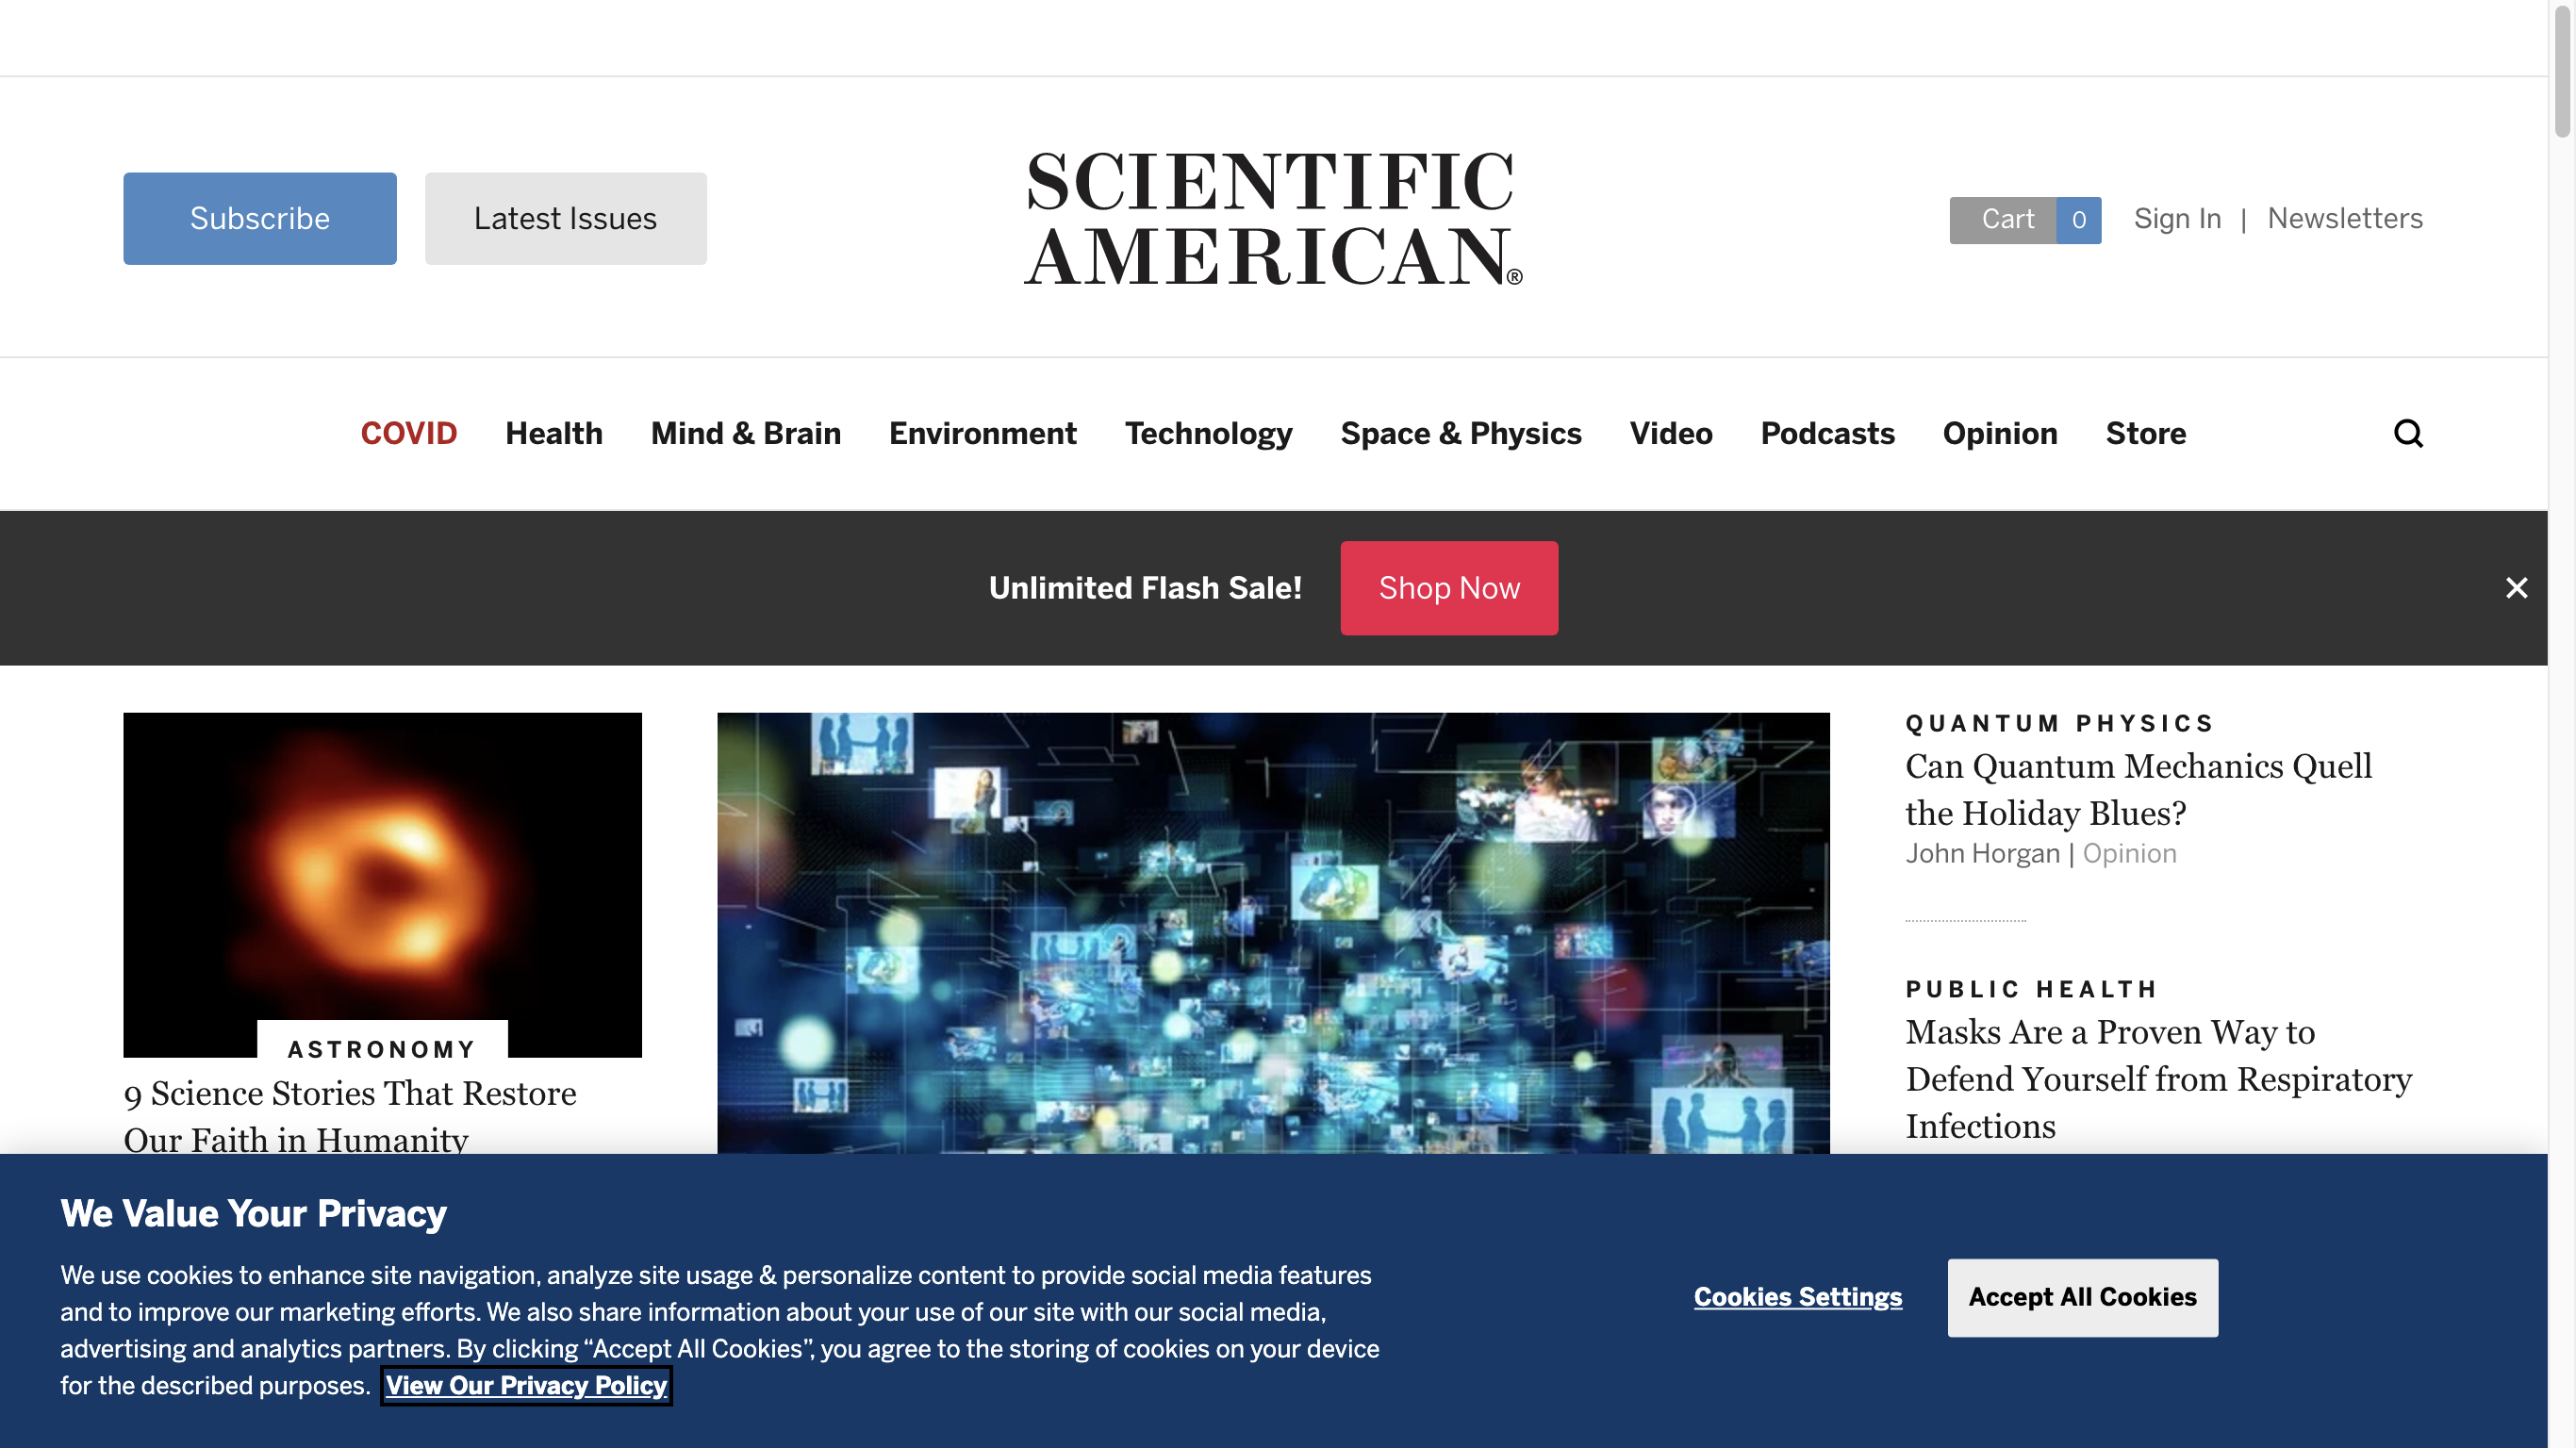 Subscribe
Latest Issues
SCIENTIFIC
AMERICAN®
Cart 0
Sign In | Newsletters
COVID Health Mind & Brain Environment Technology Space & Physics Video Podcasts Opinion Store
Unlimited Flash Sale! Shop Now
ASTRONOMY
9 Science Stories That Restore
Our Faith in Humanity
QUANTUM PHYSICS
Can Quantum Mechanics Quell
the Holiday Blues?
John Horgan | Opinion
PUBLIC HEALTH
Masks Are a Proven Way to
Defend Yourself from Respiratory
Infections
We Value Your Privacy
We use cookies to enhance site navigation, analyze site usage & personalize content to provide social media features
and to improve our marketing efforts. We also share information about your use of our site with our social media,
advertising and analytics partners. By clicking “Accept All Cookies”, you agree to the storing of cookies on your device
for the described purposes. View Our Privacy Policy
Cookies Settings
Accept All Cookies